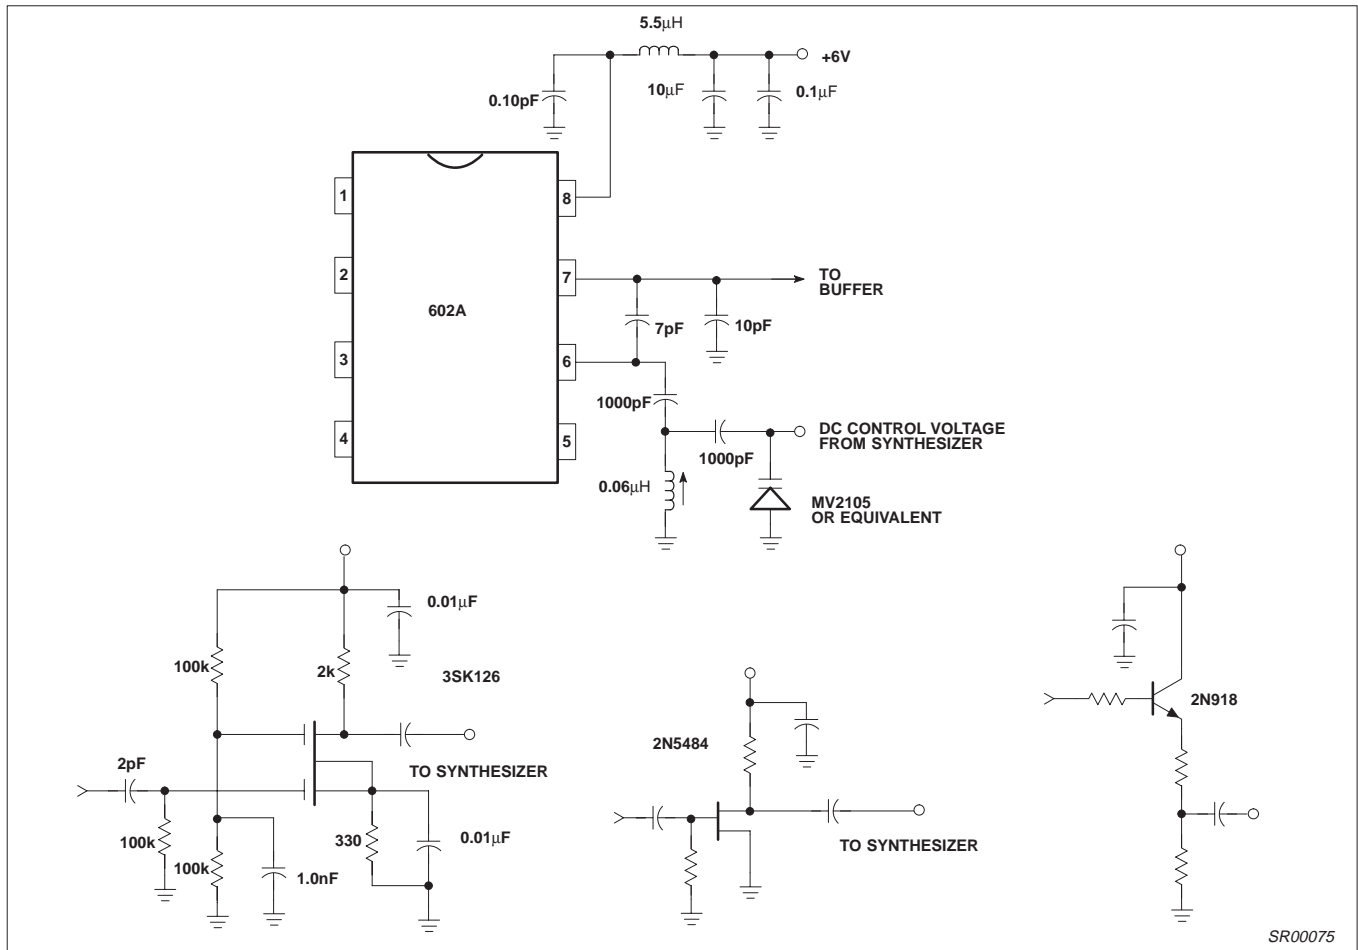 5.5µH
+6V
0.10pF
10µF
0.1µF
1
8
2
7
TO
BUFFER
602A
7pF
10pF
3
6
1000pF
DC CONTROL VOLTAGE
FROM SYNTHESIZER
4
5
1000pF
0.06µH
MV2105
OR EQUIVALENT
0.01µF
100k
2k
3SK126
2N918
2N5484
2pF
TO SYNTHESIZER
100k
330
0.01µF
TO SYNTHESIZER
100k
1.0nF
SR00075